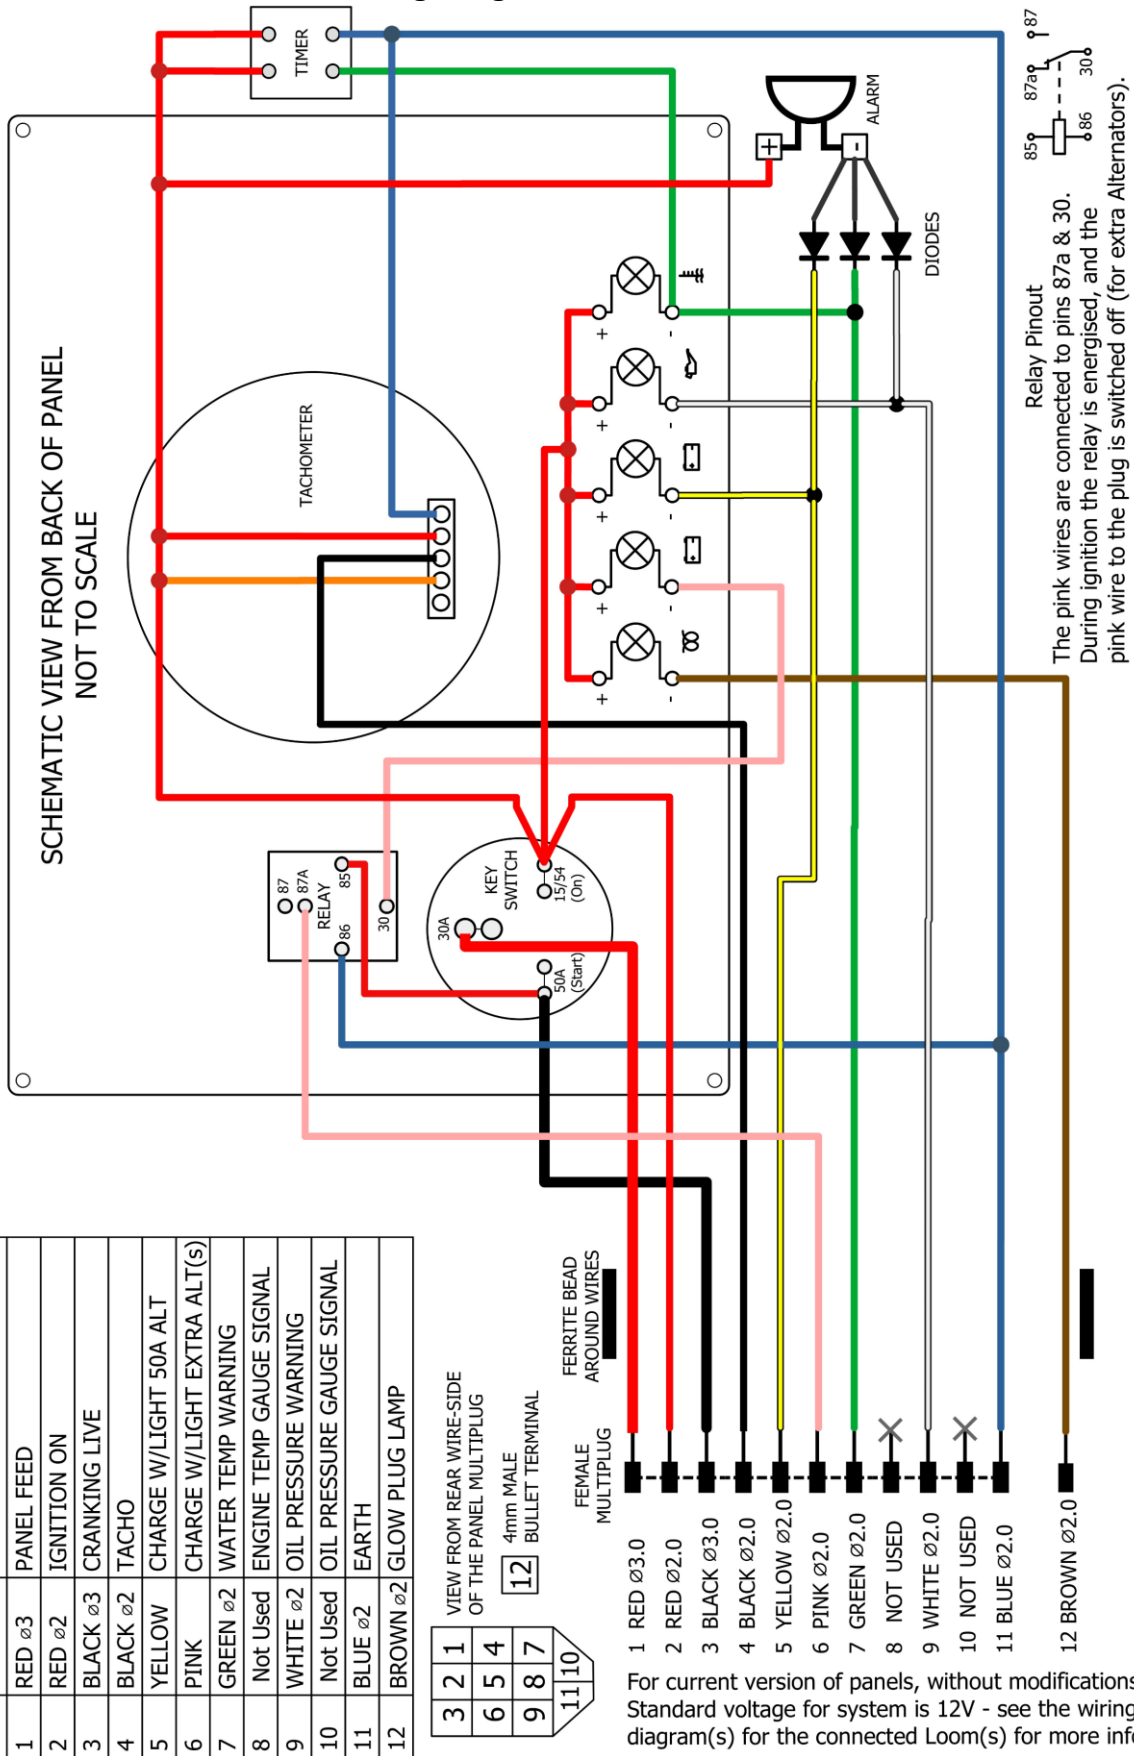 SCHEMATIC VIEW FROM BACK OF PANEL
NOT TO SCALE
TIMER
TACHOMETER
ALARM
+
-
DIODES
+
-
+
-
+
-
+
-
+
-
87
87A
RELAY
85
86
30
KEY
SWITCH
30A
15/54
(On)
50A
(Start)
85
87a
87
86
30
Relay Pinout
The pink wires are connected to pins 87a & 30.
During ignition the relay is energised, and the
pink wire to the plug is switched off (for extra Alternators).
1 RED ⌀3 PANEL FEED
2 RED ⌀2 IGNITION ON
3 BLACK ⌀3 CRANKING LIVE
4 BLACK ⌀2 TACHO
5 YELLOW CHARGE W/LIGHT 50A ALT
6 PINK CHARGE W/LIGHT EXTRA ALT(s)
7 GREEN ⌀2 WATER TEMP WARNING
8 Not Used ENGINE TEMP GAUGE SIGNAL
9 WHITE ⌀2 OIL PRESSURE WARNING
10 Not Used OIL PRESSURE GAUGE SIGNAL
11 BLUE ⌀2 EARTH
12 BROWN ⌀2 GLOW PLUG LAMP
3 2 1
6 5 4
9 8 7
11 10
VIEW FROM REAR WIRE-SIDE
OF THE PANEL MULTIPLUG
12
4mm MALE
BULLET TERMINAL
FERRITE BEAD
AROUND WIRES
FEMALE
MULTIPLUG
1 RED Ø3.0
2 RED Ø2.0
3 BLACK Ø3.0
4 BLACK Ø2.0
5 YELLOW Ø2.0
6 PINK Ø2.0
7 GREEN Ø2.0
8 NOT USED
9 WHITE Ø2.0
10 NOT USED
11 BLUE Ø2.0
12 BROWN Ø2.0
For current version of panels, without modifications
Standard voltage for system is 12V - see the wiring
diagram(s) for the connected Loom(s) for more info